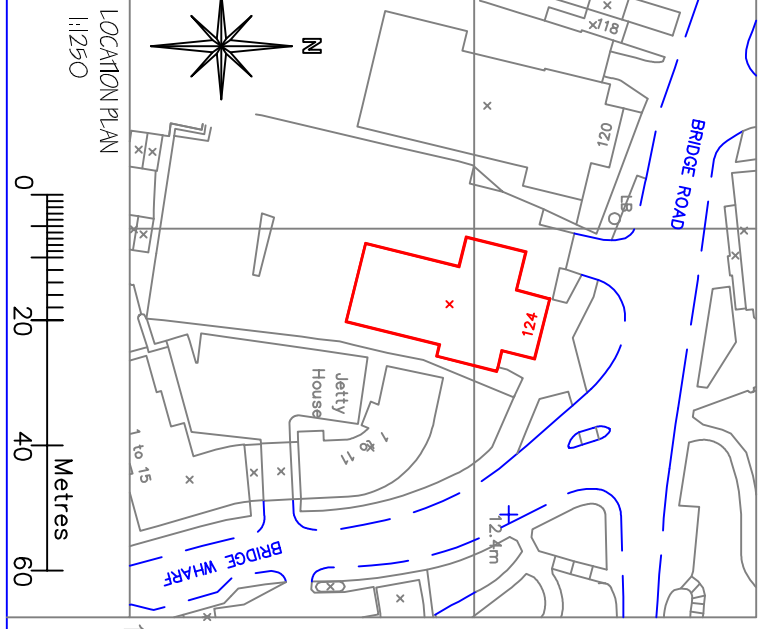 LOCATION PLAN
1:1250
N
118
120
BRIDGE ROAD
LB
124
Jetty
House
1 to 11
1 to 15
12.4m
BRIDGE WHARF
0
20
40
60
Metres